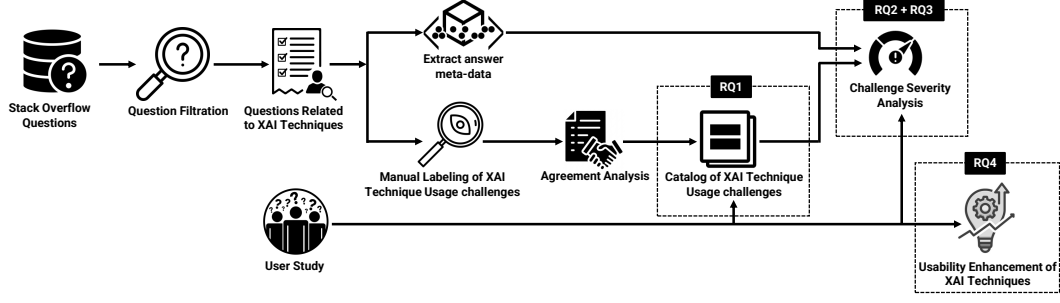 RQ2 + RQ3
Extract answer
meta-data
Stack Overflow
Questions
Question Filtration
Questions Related
to XAI Techniques
Challenge Severity
Analysis
RQ1
Manual Labeling of XAI
Technique Usage challenges
Agreement Analysis
Catalog of XAI Technique
Usage challenges
RQ4
User Study
Usability Enhancement of
XAI Techniques